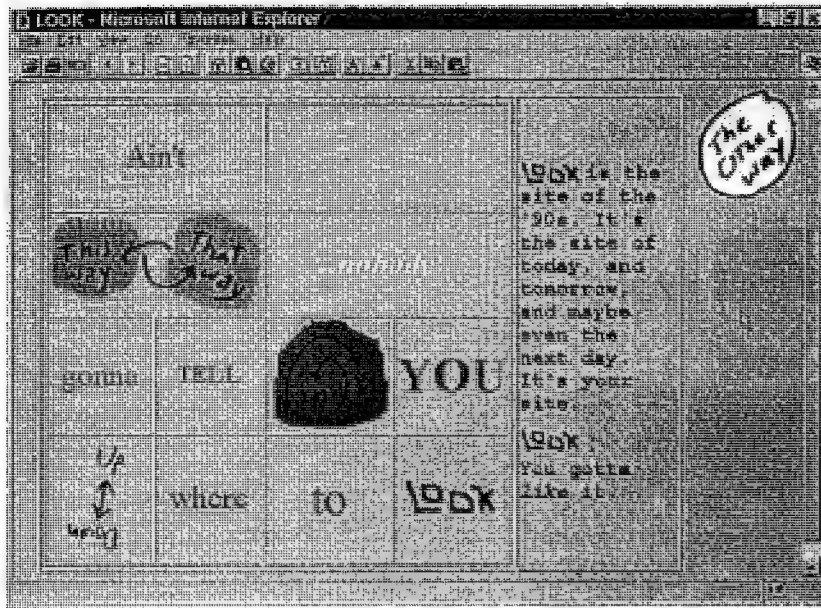 LOOK - Microsoft Internet Explorer
Ain't
This way
That away
...mhhh
gonna
TELL
YOU
Up
Down
where
to
LOOK
LOOK is the
site of the
'90s. It's
the site of
today, and
tomorrow,
and maybe
even the
next day.
It's your
site.
LOOK
You gotta
like it.
The
Other
Way